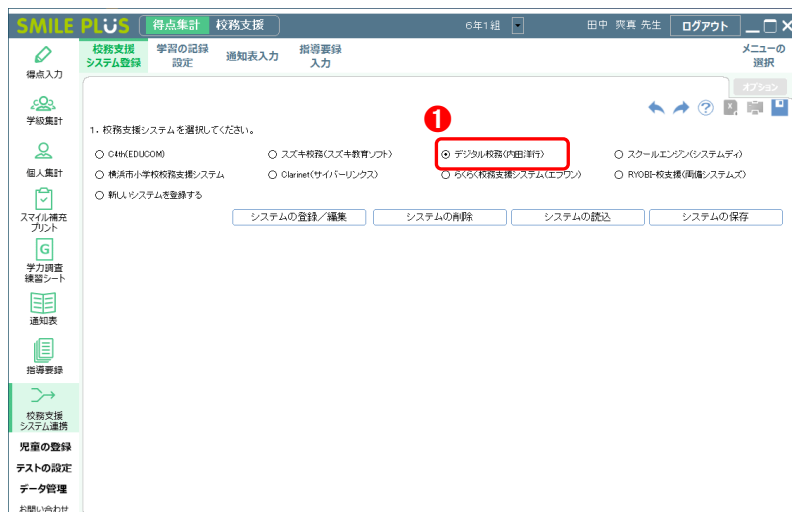 SMILE PLUS 得点集計 校務支援 6年1組 田中 爽真 先生 ログアウト
得点入力
学級集計
個人集計
スマイル補充
プリント
G
学力調査
練習シート
通知表
指導要録
校務支援
システム連携
児童の登録
テストの設定
データ管理
お問い合わせ
校務支援
システム登録
学習の記録
設定
通知表入力
指導要録
入力
メニューの
選択
オプション
1
1. 校務支援システムを選択してください。
C4th(EDUCOM) スズキ校務(スズキ教育ソフト) デジタル校務(内田洋行) スクールエンジン(システムディ)
横浜市小学校校務支援システム Clarinet(サイバーリンクス) らくらく校務支援システム(エフワン) RYOBI-校支援(両備システムズ)
新しいシステムを登録する
システムの登録/編集 システムの削除 システムの読込 システムの保存